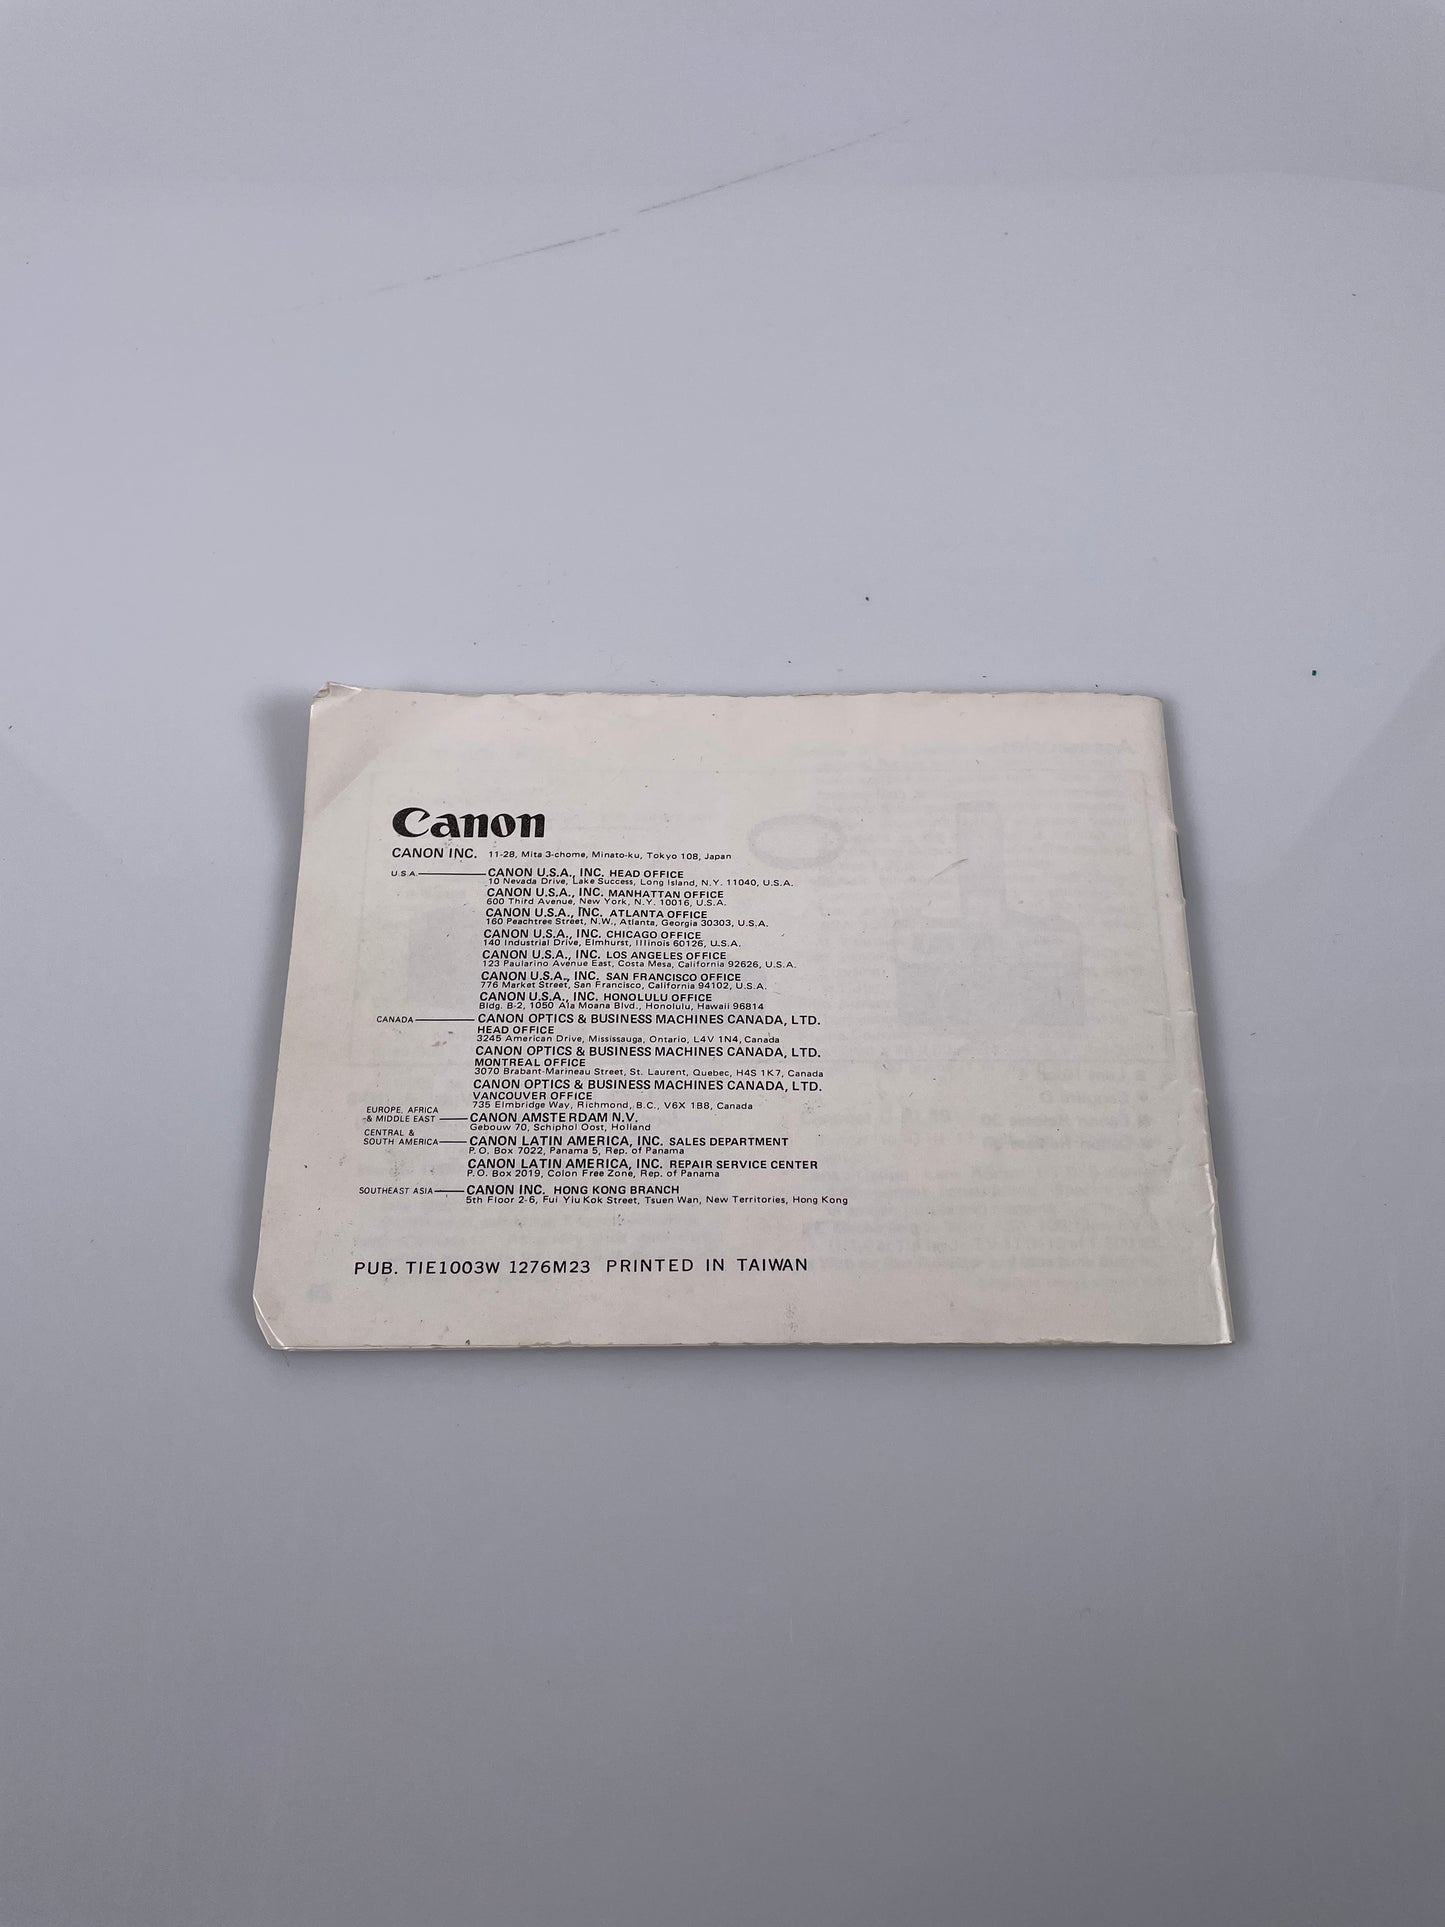 Canon
CANON INC. 11-28, Mita 3-chome, Minato-ku, Tokyo 108, Japan
U.S.A. CANON U.S.A., INC. HEAD OFFICE
10 Nevada Drive, Lake Success, Long Island, N.Y. 11040, U.S.A.
CANON U.S.A., INC. MANHATTAN OFFICE
600 Third Avenue, New York, N.Y. 10016, U.S.A.
CANON U.S.A., INC. ATLANTA OFFICE
160 Peachtree Street, N.W., Atlanta, Georgia 30303, U.S.A.
CANON U.S.A., INC. CHICAGO OFFICE
140 Industrial Drive, Elmhurst, Illinois 60126, U.S.A.
CANON U.S.A., INC. LOS ANGELES OFFICE
123 Paularino Avenue East, Costa Mesa, California 92626, U.S.A.
CANON U.S.A., INC. SAN FRANCISCO OFFICE
776 Market Street, San Francisco, California 94102, U.S.A.
CANON U.S.A., INC. HONOLULU OFFICE
Bldg. B-2, 1050 Ala Moana Blvd., Honolulu, Hawaii 96814
CANADA CANON OPTICS & BUSINESS MACHINES CANADA, LTD.
HEAD OFFICE
3245 American Drive, Mississauga, Ontario, L4V 1N4, Canada
CANON OPTICS & BUSINESS MACHINES CANADA, LTD.
MONTREAL OFFICE
3070 Brabant-Marineau Street, St. Laurent, Quebec, H4S 1K7, Canada
CANON OPTICS & BUSINESS MACHINES CANADA, LTD.
VANCOUVER OFFICE
735 Elmbridge Way, Richmond, B.C., V6X 1B8, Canada
EUROPE, AFRICA
& MIDDLE EAST CANON AMSTERDAM N.V.
Gebouw 70, Schiphol Oost, Holland
CENTRAL &
SOUTH AMERICA CANON LATIN AMERICA, INC. SALES DEPARTMENT
P.O. Box 7022, Panama 5, Rep. of Panama
CANON LATIN AMERICA, INC. REPAIR SERVICE CENTER
P.O. Box 2019, Colon Free Zone, Rep. of Panama
SOUTHEAST ASIA CANON INC. HONG KONG BRANCH
5th Floor 2-6, Fui Yiu Kok Street, Tsuen Wan, New Territories, Hong Kong
PUB. TIE1003W 1276M23 PRINTED IN TAIWAN